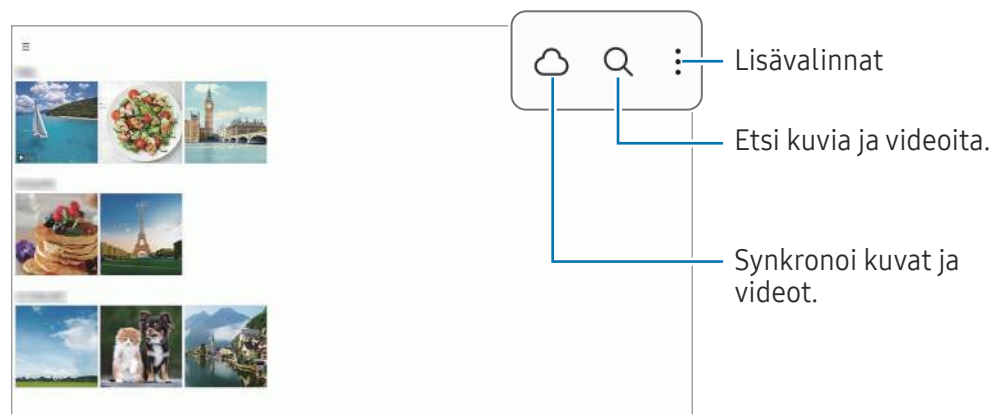 Lisävalinnat
Etsi kuvia ja videoita.
Synkronoi kuvat ja
videot.